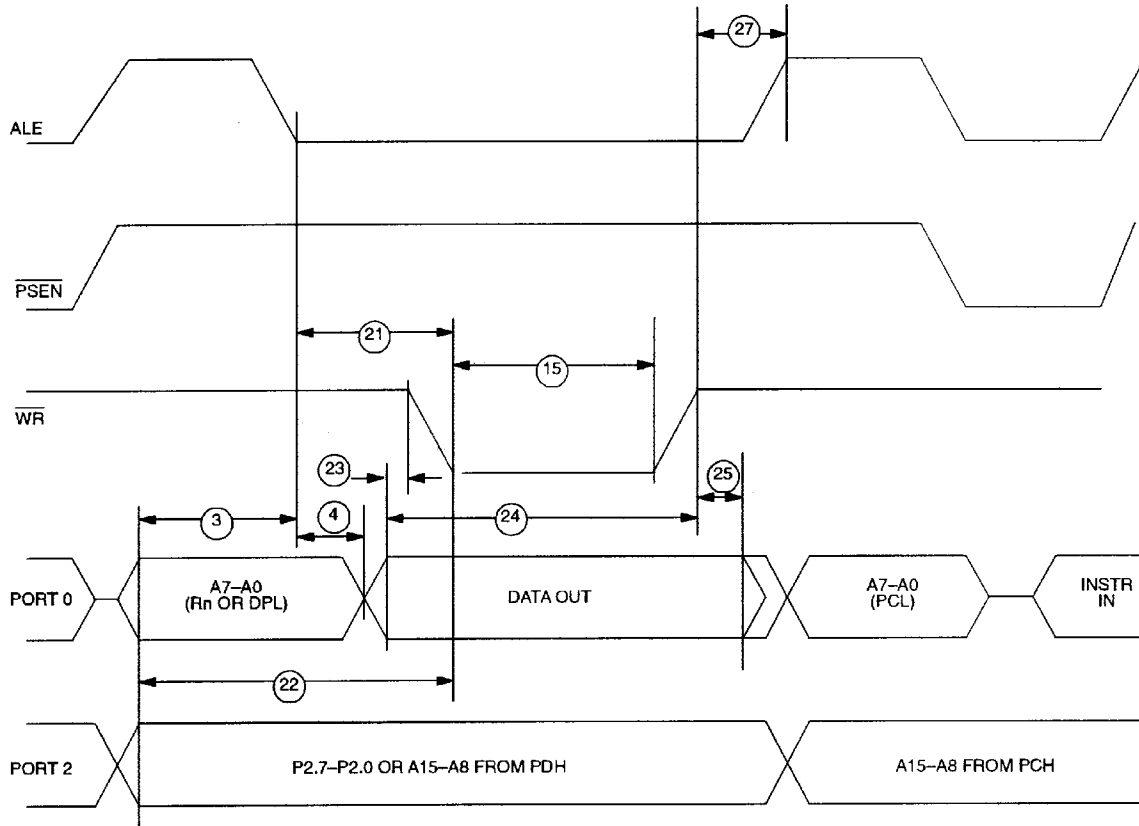 27
ALE
PSEN
21
15
WR
23
25
3
4
24
PORT 0
A7–A0
(Rn OR DPL)
DATA OUT
A7–A0
(PCL)
INSTR
IN
22
PORT 2
P2.7–P2.0 OR A15–A8 FROM PDH
A15–A8 FROM PCH